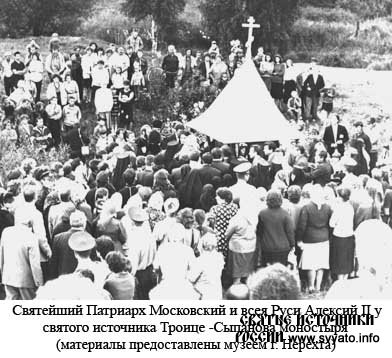 Святейший Патриарх Московский и всея Руси Алексий II у
святого источника Троице -Сыпанова моностыря
(материалы предоставлены музеем г. Нерехта)
святые источники
россии
www.svyato.info